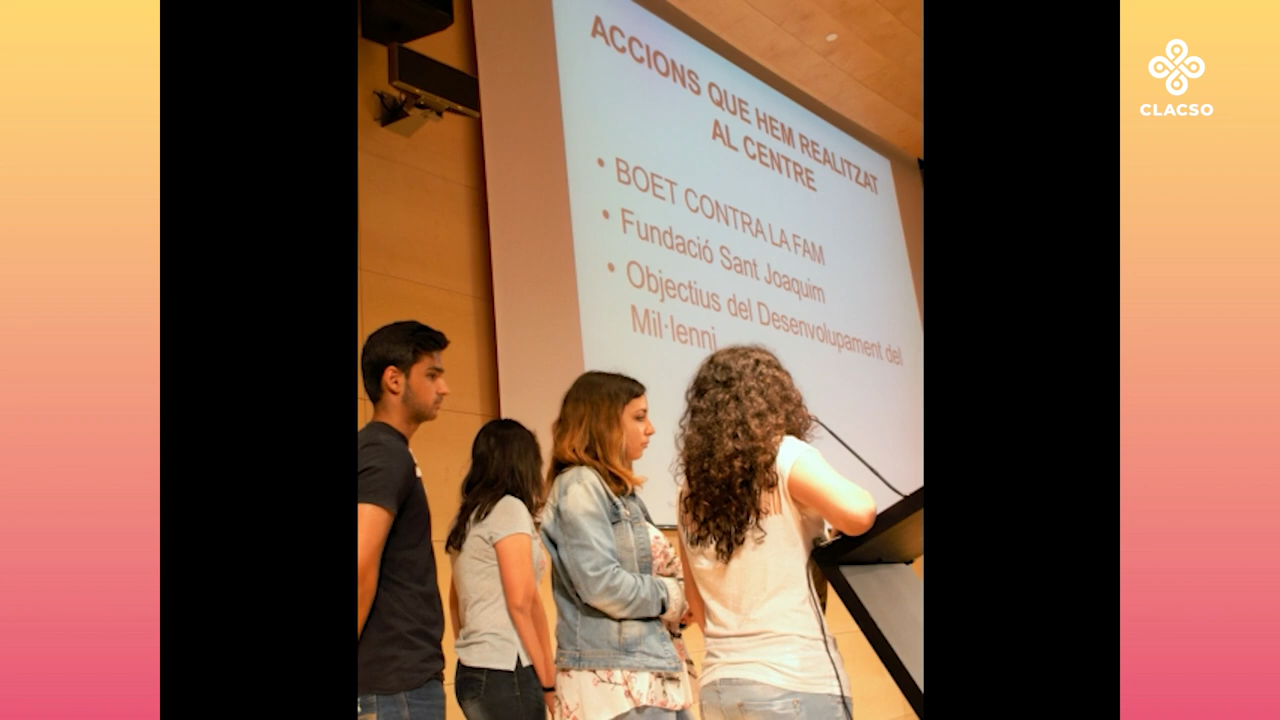 ACCIONS QUE HEM REALITZAT
AL CENTRE
• BOET CONTRA LA FAM
• Fundació Sant Joaquim
• Objectius del Desenvolupament del
Mil·lenni
CLACSO